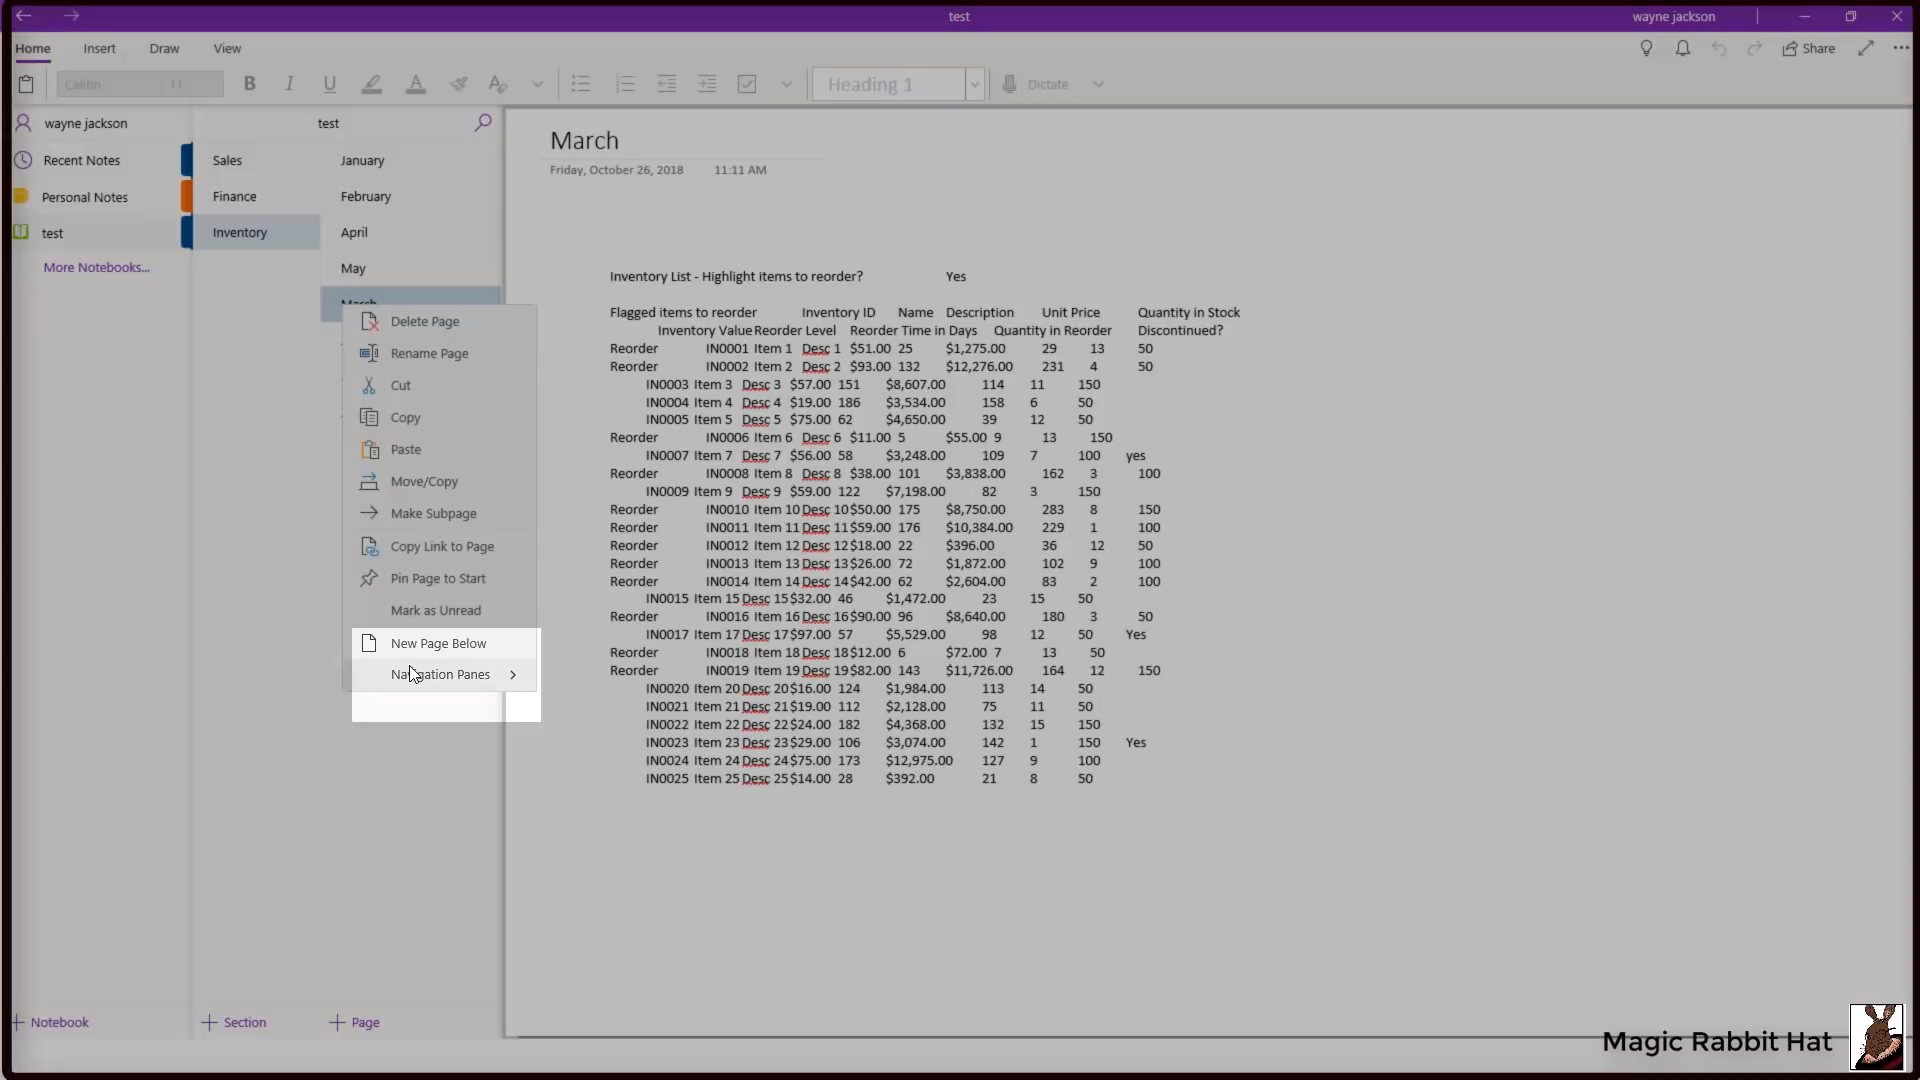 test
wayne jackson
Home Insert Draw View
Share
Calibri 11 B I U A Heading 1 Dictate
wayne jackson
Recent Notes
Personal Notes
test
More Notebooks...
test
Sales
Finance
Inventory
January
February
April
May
March
Delete Page
Rename Page
Cut
Copy
Paste
Move/Copy
Make Subpage
Copy Link to Page
Pin Page to Start
Mark as Unread
New Page Below
Navigation Panes
March
Friday, October 26, 2018 11:11 AM
Inventory List - Highlight items to reorder? Yes
Flagged items to reorder Inventory ID Name Description Unit Price Quantity in Stock
Inventory Value Reorder Level Reorder Time in Days Quantity in Reorder Discontinued?
Reorder IN0001 Item 1 Desc 1 $51.00 25 $1,275.00 29 13 50
Reorder IN0002 Item 2 Desc 2 $93.00 132 $12,276.00 231 4 50
IN0003 Item 3 Desc 3 $57.00 151 $8,607.00 114 11 150
IN0004 Item 4 Desc 4 $19.00 186 $3,534.00 158 6 50
IN0005 Item 5 Desc 5 $75.00 62 $4,650.00 39 12 50
Reorder IN0006 Item 6 Desc 6 $11.00 5 $55.00 9 13 150
IN0007 Item 7 Desc 7 $56.00 58 $3,248.00 109 7 100 yes
Reorder IN0008 Item 8 Desc 8 $38.00 101 $3,838.00 162 3 100
IN0009 Item 9 Desc 9 $59.00 122 $7,198.00 82 3 150
Reorder IN0010 Item 10 Desc 10 $50.00 175 $8,750.00 283 8 150
Reorder IN0011 Item 11 Desc 11 $59.00 176 $10,384.00 229 1 100
Reorder IN0012 Item 12 Desc 12 $18.00 22 $396.00 36 12 50
Reorder IN0013 Item 13 Desc 13 $26.00 72 $1,872.00 102 9 100
Reorder IN0014 Item 14 Desc 14 $42.00 62 $2,604.00 83 2 100
IN0015 Item 15 Desc 15 $32.00 46 $1,472.00 23 15 50
Reorder IN0016 Item 16 Desc 16 $90.00 96 $8,640.00 180 3 50
IN0017 Item 17 Desc 17 $97.00 57 $5,529.00 98 12 50 Yes
Reorder IN0018 Item 18 Desc 18 $12.00 6 $72.00 7 13 50
Reorder IN0019 Item 19 Desc 19 $82.00 143 $11,726.00 164 12 150
IN0020 Item 20 Desc 20 $16.00 124 $1,984.00 113 14 50
IN0021 Item 21 Desc 21 $19.00 112 $2,128.00 75 11 50
IN0022 Item 22 Desc 22 $24.00 182 $4,368.00 132 15 150
IN0023 Item 23 Desc 23 $29.00 106 $3,074.00 142 1 150 Yes
IN0024 Item 24 Desc 24 $75.00 173 $12,975.00 127 9 100
IN0025 Item 25 Desc 25 $14.00 28 $392.00 21 8 50
Notebook
Section
Page
Magic Rabbit Hat